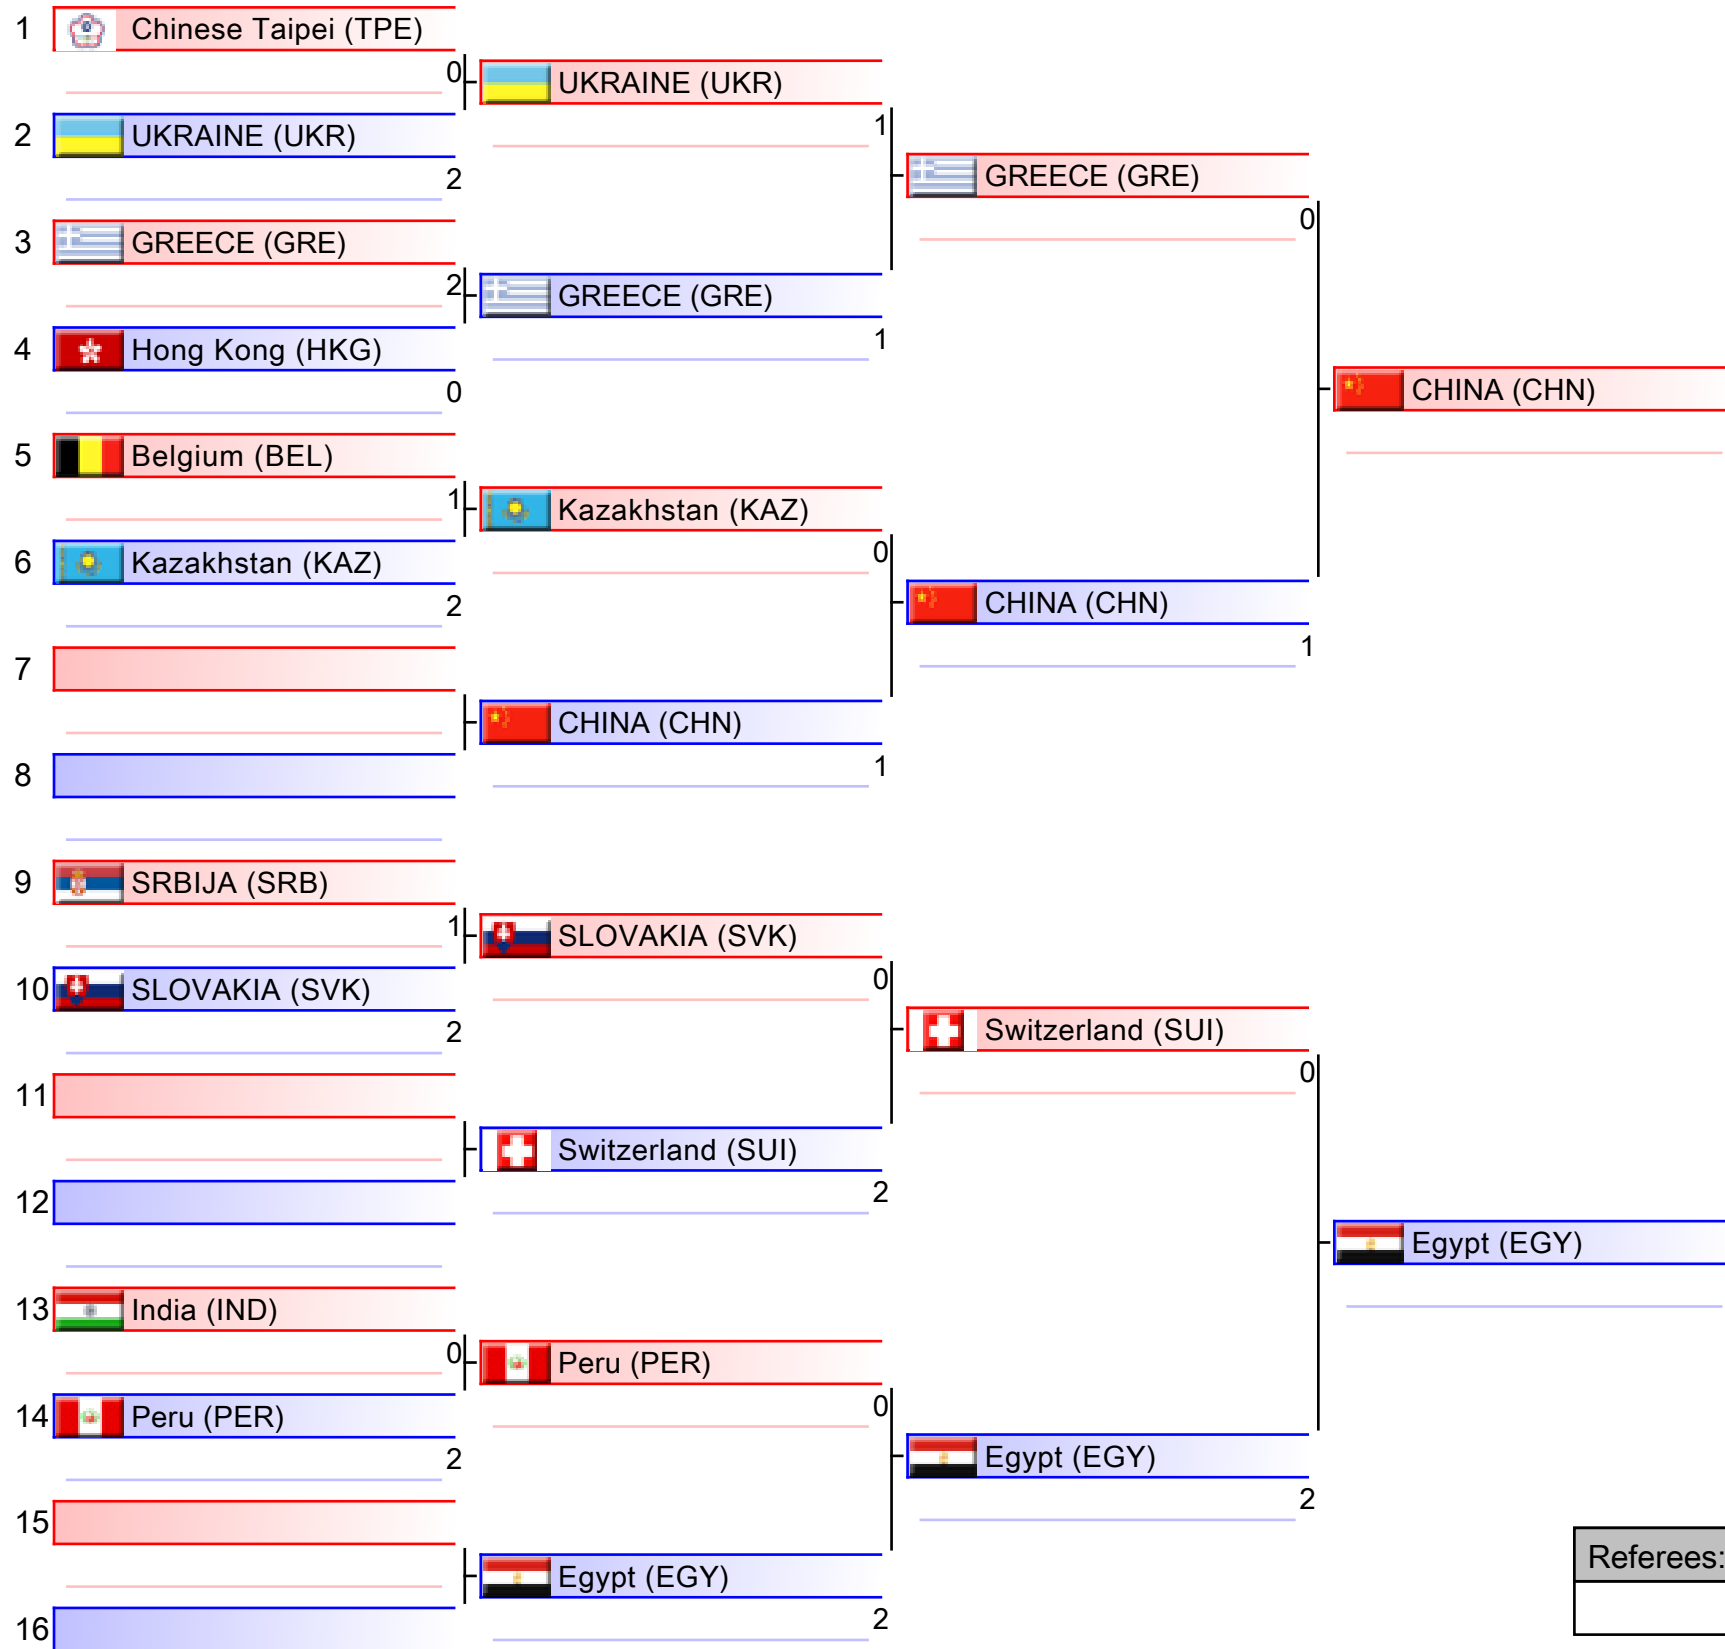 1 Chinese Taipei (TPE)
0 UKRAINE (UKR)
2 UKRAINE (UKR)
1
GREECE (GRE)
2
0
3 GREECE (GRE)
2 GREECE (GRE)
4 Hong Kong (HKG)
1
0
CHINA (CHN)
5 Belgium (BEL)
1 Kazakhstan (KAZ)
6 Kazakhstan (KAZ)
0
2
CHINA (CHN)
1
7
CHINA (CHN)
8
1
9 SRBIJA (SRB)
1 SLOVAKIA (SVK)
10 SLOVAKIA (SVK)
0
2
Switzerland (SUI)
0
11
Switzerland (SUI)
12
2
Egypt (EGY)
13 India (IND)
0 Peru (PER)
14 Peru (PER)
0
2
Egypt (EGY)
2
15
Referees:
Egypt (EGY)
16
2